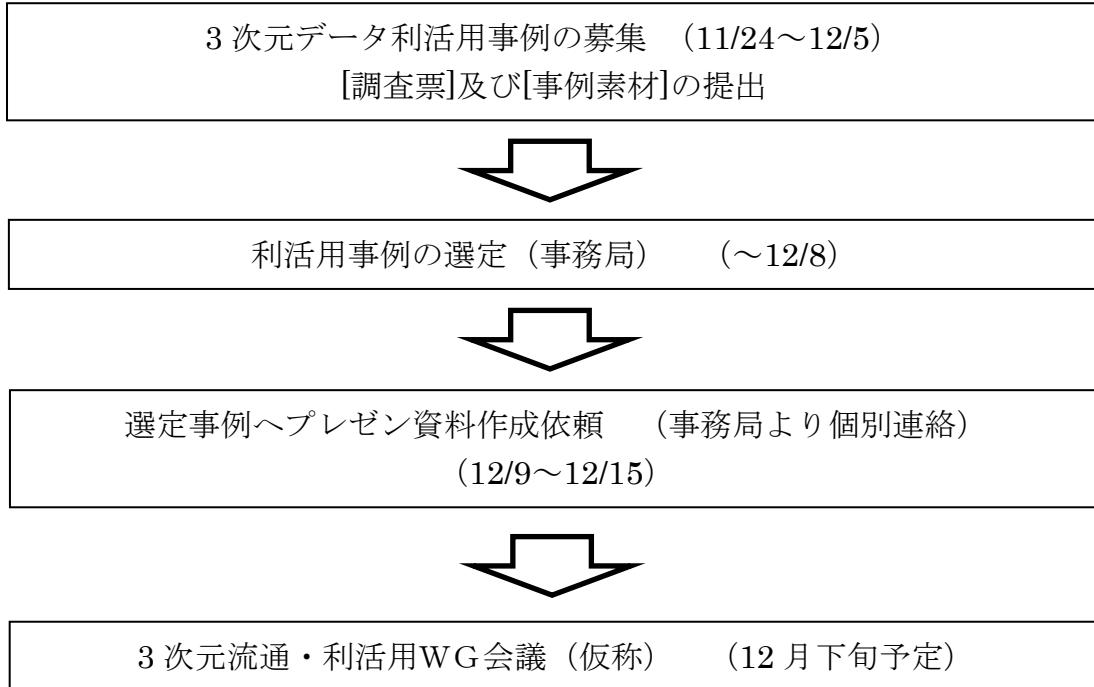 3 次元データ利活用事例の募集　（11/24～12/5）
[調査票]及び[事例素材]の提出
利活用事例の選定（事務局）　　（～12/8）
選定事例へプレゼン資料作成依頼　（事務局より個別連絡）
（12/9～12/15）
3 次元流通・利活用ＷＧ会議（仮称）　　（12 月下旬予定）